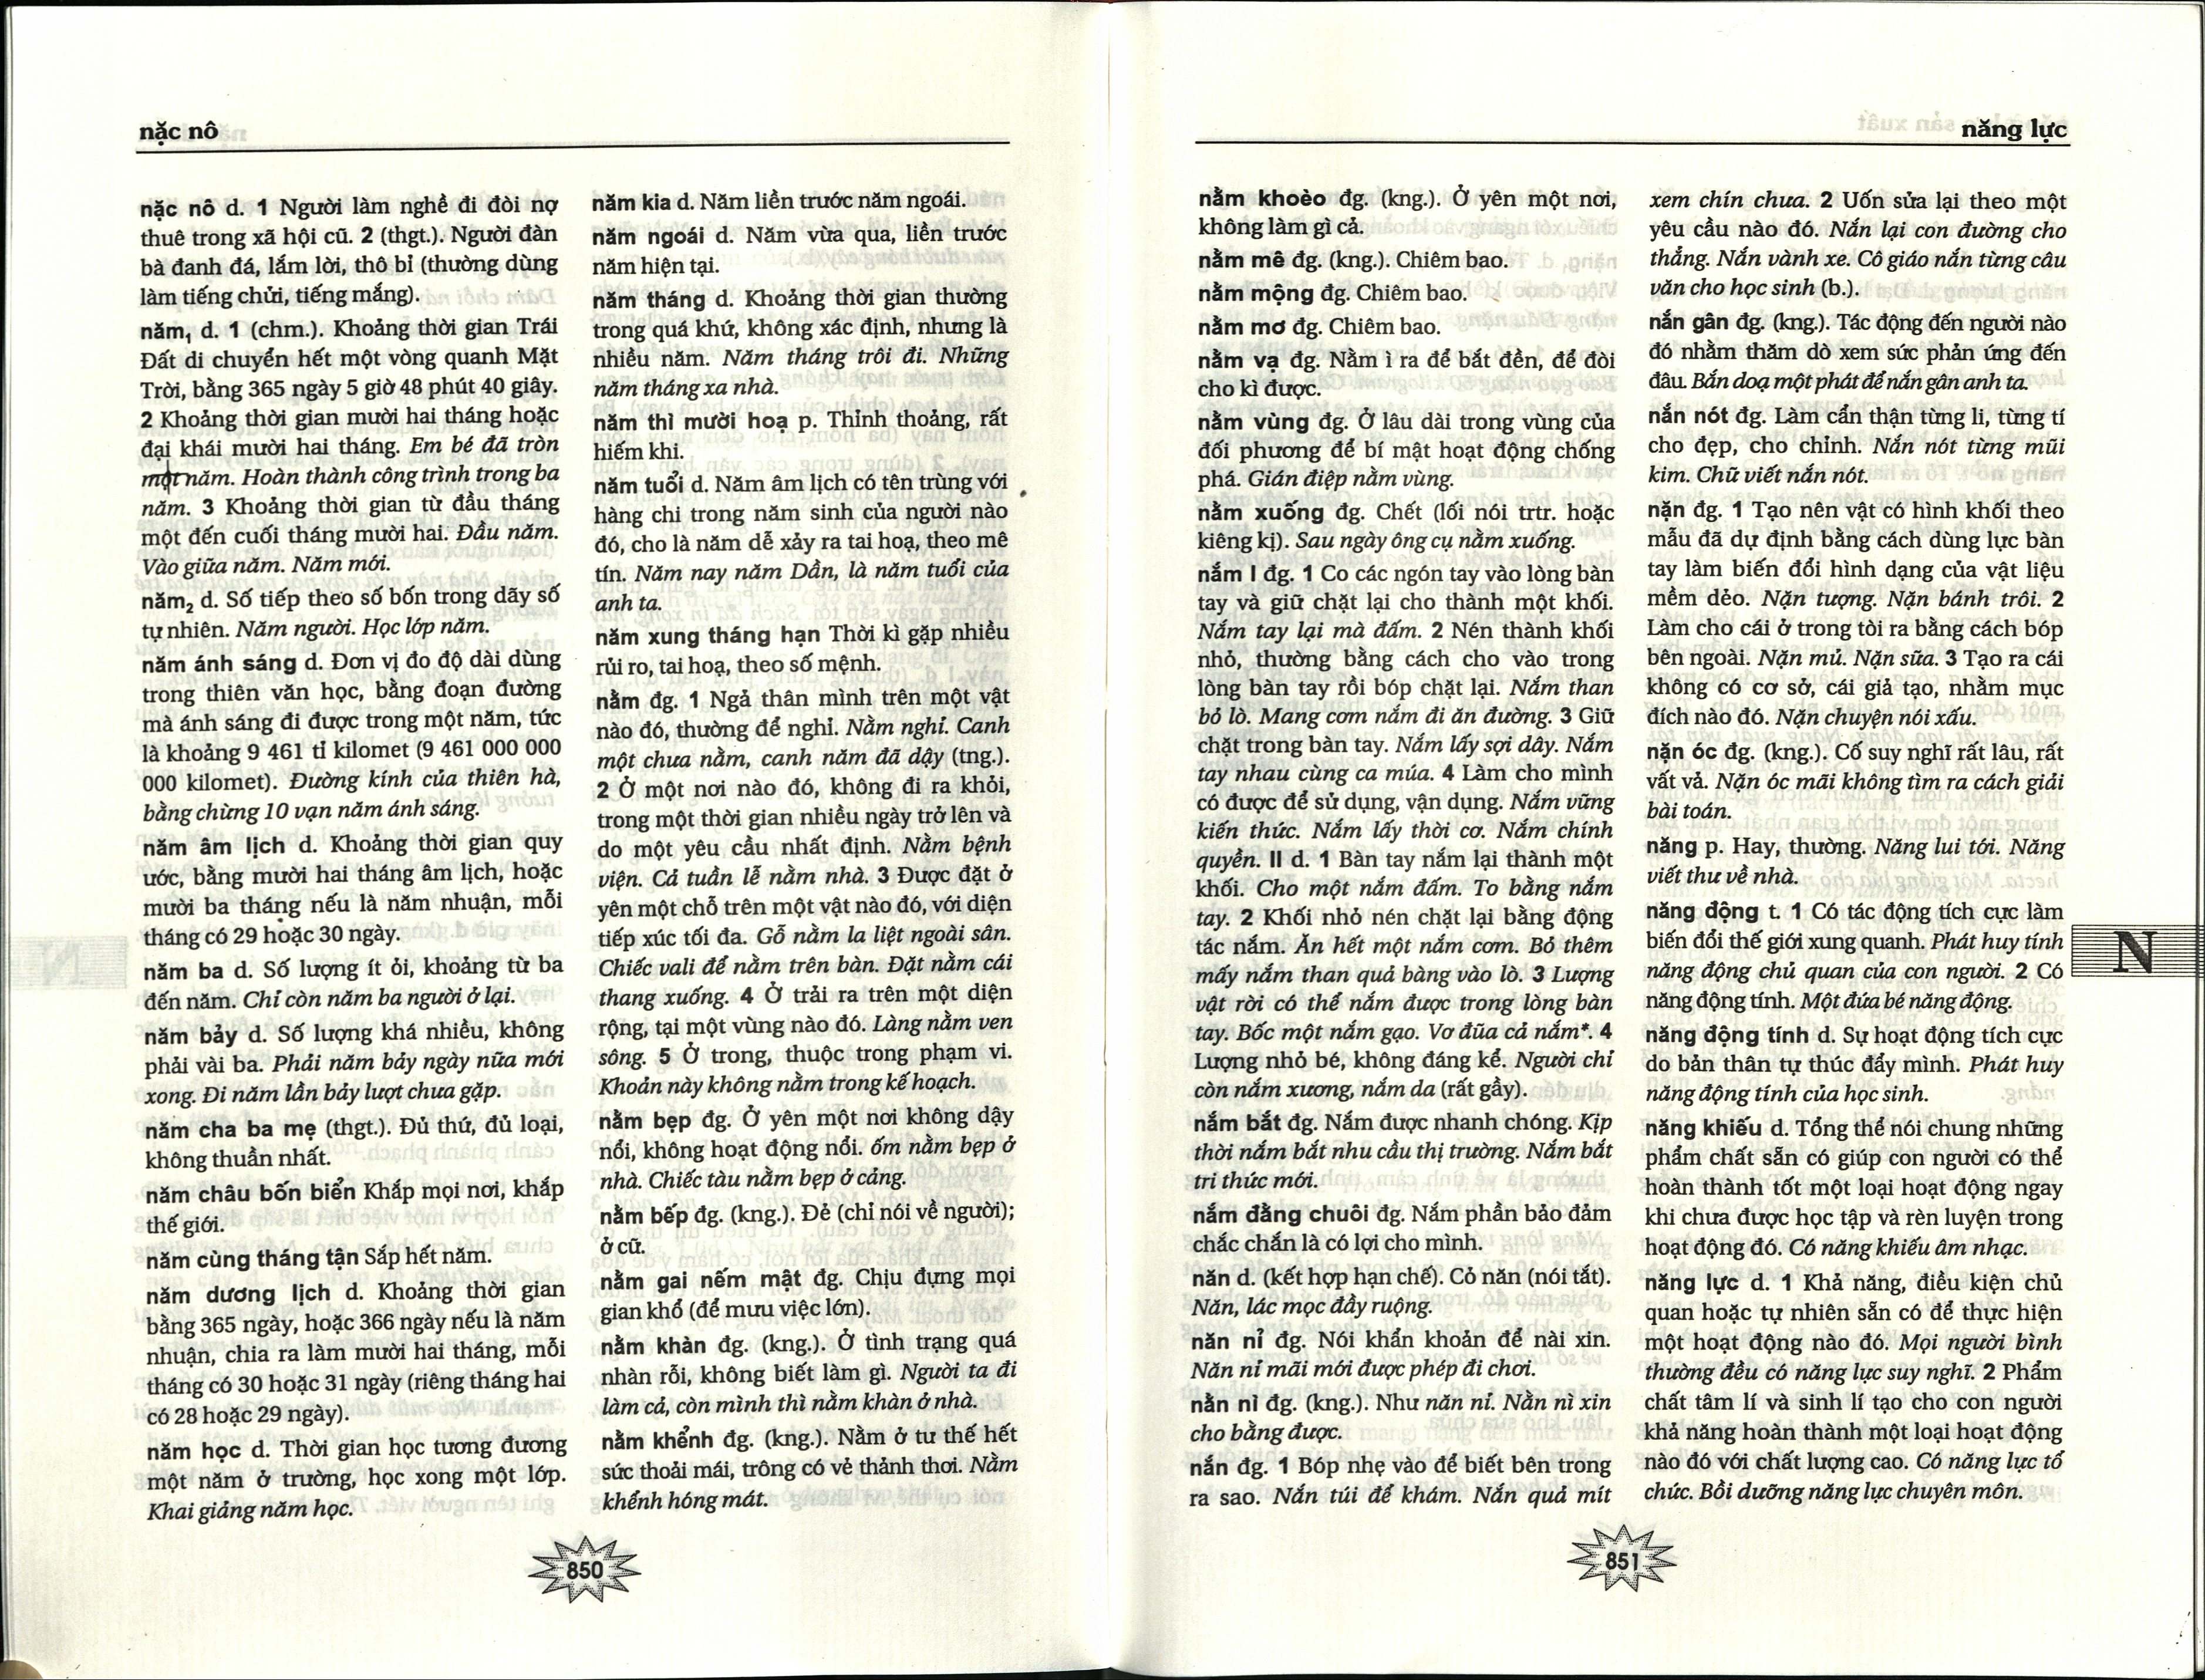 nặc nô
nặc nô d. 1 Người làm nghề đi đòi nợ
thuê trong xã hội cũ. 2 (thgt.). Người đàn
bà đanh đá, lắm lời, thô bỉ (thường dùng
làm tiếng chửi, tiếng mắng).
năm₁ d. 1 (chm.). Khoảng thời gian Trái
Đất di chuyển hết một vòng quanh Mặt
Trời, bằng 365 ngày 5 giờ 48 phút 40 giây.
2 Khoảng thời gian mười hai tháng hoặc
đại khái mười hai tháng. Em bé đã tròn
một năm. Hoàn thành công trình trong ba
năm. 3 Khoảng thời gian từ đầu tháng
một đến cuối tháng mười hai. Đầu năm.
Vào giữa năm. Năm mới.
năm₂ d. Số tiếp theo số bốn trong dãy số
tự nhiên. Năm người. Học lớp năm.
năm ánh sáng d. Đơn vị đo độ dài dùng
trong thiên văn học, bằng đoạn đường
mà ánh sáng đi được trong một năm, tức
là khoảng 9 461 tỉ kilomet (9 461 000 000
000 kilomet). Đường kính của thiên hà,
bằng chừng 10 vạn năm ánh sáng.
năm âm lịch d. Khoảng thời gian quy
ước, bằng mười hai tháng âm lịch, hoặc
mười ba tháng nếu là năm nhuận, mỗi
tháng có 29 hoặc 30 ngày.
năm ba d. Số lượng ít ỏi, khoảng từ ba
đến năm. Chỉ còn năm ba người ở lại.
năm bảy d. Số lượng khá nhiều, không
phải vài ba. Phải năm bảy ngày nữa mới
xong. Đi năm lần bảy lượt chưa gặp.
năm cha ba mẹ (thgt.). Đủ thứ, đủ loại,
không thuần nhất.
năm châu bốn biển Khắp mọi nơi, khắp
thế giới.
năm cùng tháng tận Sắp hết năm.
năm dương lịch d. Khoảng thời gian
bằng 365 ngày, hoặc 366 ngày nếu là năm
nhuận, chia ra làm mười hai tháng, mỗi
tháng có 30 hoặc 31 ngày (riêng tháng hai
có 28 hoặc 29 ngày).
năm học d. Thời gian học tương đương
một năm ở trường, học xong một lớp.
Khai giảng năm học.
năm kia d. Năm liền trước năm ngoái.
năm ngoái d. Năm vừa qua, liền trước
năm hiện tại.
năm tháng d. Khoảng thời gian thường
trong quá khứ, không xác định, nhưng là
nhiều năm. Năm tháng trôi đi. Những
năm tháng xa nhà.
năm thì mười hoạ p. Thỉnh thoảng, rất
hiếm khi.
năm tuổi d. Năm âm lịch có tên trùng với
hàng chi trong năm sinh của người nào
đó, cho là năm dễ xảy ra tai hoạ, theo mê
tín. Năm nay năm Dần, là năm tuổi của
anh ta.
năm xung tháng hạn Thời kì gặp nhiều
rủi ro, tai hoạ, theo số mệnh.
nằm đg. 1 Ngả thân mình trên một vật
nào đó, thường để nghỉ. Nằm nghỉ. Canh
một chưa nằm, canh năm đã dậy (tng.).
2 Ở một nơi nào đó, không đi ra khỏi,
trong một thời gian nhiều ngày trở lên và
do một yêu cầu nhất định. Nằm bệnh
viện. Cả tuần lễ nằm nhà. 3 Được đặt ở
yên một chỗ trên một vật nào đó, với diện
tiếp xúc tối đa. Gỗ nằm la liệt ngoài sân.
Chiếc vali để nằm trên bàn. Đặt nằm cái
thang xuống. 4 Ở trải ra trên một diện
rộng, tại một vùng nào đó. Làng nằm ven
sông. 5 Ở trong, thuộc trong phạm vi.
Khoản này không nằm trong kế hoạch.
nằm bẹp đg. Ở yên một nơi không dậy
nổi, không hoạt động nổi. ốm nằm bẹp ở
nhà. Chiếc tàu nằm bẹp ở cảng.
nằm bếp đg. (kng.). Đẻ (chỉ nói về người);
ở cữ.
nằm gai nếm mật đg. Chịu đựng mọi
gian khổ (để mưu việc lớn).
nằm khàn đg. (kng.). Ở tình trạng quá
nhàn rỗi, không biết làm gì. Người ta đi
làm cả, còn mình thì nằm khàn ở nhà.
nằm khểnh đg. (kng.). Nằm ở tư thế hết
sức thoải mái, trông có vẻ thảnh thơi. Nằm
khểnh hóng mát.
850
năng lực
nằm khoèo đg. (kng.). Ở yên một nơi,
không làm gì cả.
nằm mê đg. (kng.). Chiêm bao.
nằm mộng đg. Chiêm bao.
nằm mơ đg. Chiêm bao.
nằm vạ đg. Nằm ì ra để bắt đền, để đòi
cho kì được.
nằm vùng đg. Ở lâu dài trong vùng của
đối phương để bí mật hoạt động chống
phá. Gián điệp nằm vùng.
nằm xuống đg. Chết (lối nói trtr. hoặc
kiêng kị). Sau ngày ông cụ nằm xuống.
nắm I đg. 1 Co các ngón tay vào lòng bàn
tay và giữ chặt lại cho thành một khối.
Nắm tay lại mà đấm. 2 Nén thành khối
nhỏ, thường bằng cách cho vào trong
lòng bàn tay rồi bóp chặt lại. Nắm than
bỏ lò. Mang cơm nắm đi ăn đường. 3 Giữ
chặt trong bàn tay. Nắm lấy sợi dây. Nắm
tay nhau cùng ca múa. 4 Làm cho mình
có được để sử dụng, vận dụng. Nắm vững
kiến thức. Nắm lấy thời cơ. Nắm chính
quyền. II d. 1 Bàn tay nắm lại thành một
khối. Cho một nắm đấm. To bằng nắm
tay. 2 Khối nhỏ nén chặt lại bằng động
tác nắm. Ăn hết một nắm cơm. Bỏ thêm
mấy nắm than quả bàng vào lò. 3 Lượng
vật rời có thể nắm được trong lòng bàn
tay. Bốc một nắm gạo. Vơ đũa cả nắm*. 4
Lượng nhỏ bé, không đáng kể. Người chỉ
còn nắm xương, nắm da (rất gầy).
nắm bắt đg. Nắm được nhanh chóng. Kịp
thời nắm bắt nhu cầu thị trường. Nắm bắt
tri thức mới.
nắm đằng chuôi đg. Nắm phần bảo đảm
chắc chắn là có lợi cho mình.
năn d. (kết hợp hạn chế). Cỏ năn (nói tắt).
Năn, lác mọc đầy ruộng.
năn nỉ đg. Nói khẩn khoản để nài xin.
Năn nỉ mãi mới được phép đi chơi.
nằn nì đg. (kng.). Như năn nỉ. Nằn nì xin
cho bằng được.
nắn đg. 1 Bóp nhẹ vào để biết bên trong
ra sao. Nắn túi để khám. Nắn quả mít
xem chín chưa. 2 Uốn sửa lại theo một
yêu cầu nào đó. Nắn lại con đường cho
thẳng. Nắn vành xe. Cô giáo nắn từng câu
văn cho học sinh (b.).
nắn gân đg. (kng.). Tác động đến người nào
đó nhằm thăm dò xem sức phản ứng đến
đâu. Bắn doạ một phát để nắn gân anh ta.
nắn nót đg. Làm cẩn thận từng li, từng tí
cho đẹp, cho chỉnh. Nắn nót từng mũi
kim. Chữ viết nắn nót.
nặn đg. 1 Tạo nên vật có hình khối theo
mẫu đã dự định bằng cách dùng lực bàn
tay làm biến đổi hình dạng của vật liệu
mềm dẻo. Nặn tượng. Nặn bánh trôi. 2
Làm cho cái ở trong tòi ra bằng cách bóp
bên ngoài. Nặn mủ. Nặn sữa. 3 Tạo ra cái
không có cơ sở, cái giả tạo, nhằm mục
đích nào đó. Nặn chuyện nói xấu.
nặn óc đg. (kng.). Cố suy nghĩ rất lâu, rất
vất vả. Nặn óc mãi không tìm ra cách giải
bài toán.
năng p. Hay, thường. Năng lui tới. Năng
viết thư về nhà.
năng động t. 1 Có tác động tích cực làm
biến đổi thế giới xung quanh. Phát huy tính
năng động chủ quan của con người. 2 Có
năng động tính. Một đứa bé năng động.
năng động tính d. Sự hoạt động tích cực
do bản thân tự thúc đẩy mình. Phát huy
năng động tính của học sinh.
năng khiếu d. Tổng thể nói chung những
phẩm chất sẵn có giúp con người có thể
hoàn thành tốt một loại hoạt động ngay
khi chưa được học tập và rèn luyện trong
hoạt động đó. Có năng khiếu âm nhạc.
năng lực d. 1 Khả năng, điều kiện chủ
quan hoặc tự nhiên sẵn có để thực hiện
một hoạt động nào đó. Mọi người bình
thường đều có năng lực suy nghĩ. 2 Phẩm
chất tâm lí và sinh lí tạo cho con người
khả năng hoàn thành một loại hoạt động
nào đó với chất lượng cao. Có năng lực tổ
chức. Bồi dưỡng năng lực chuyên môn.
N
851